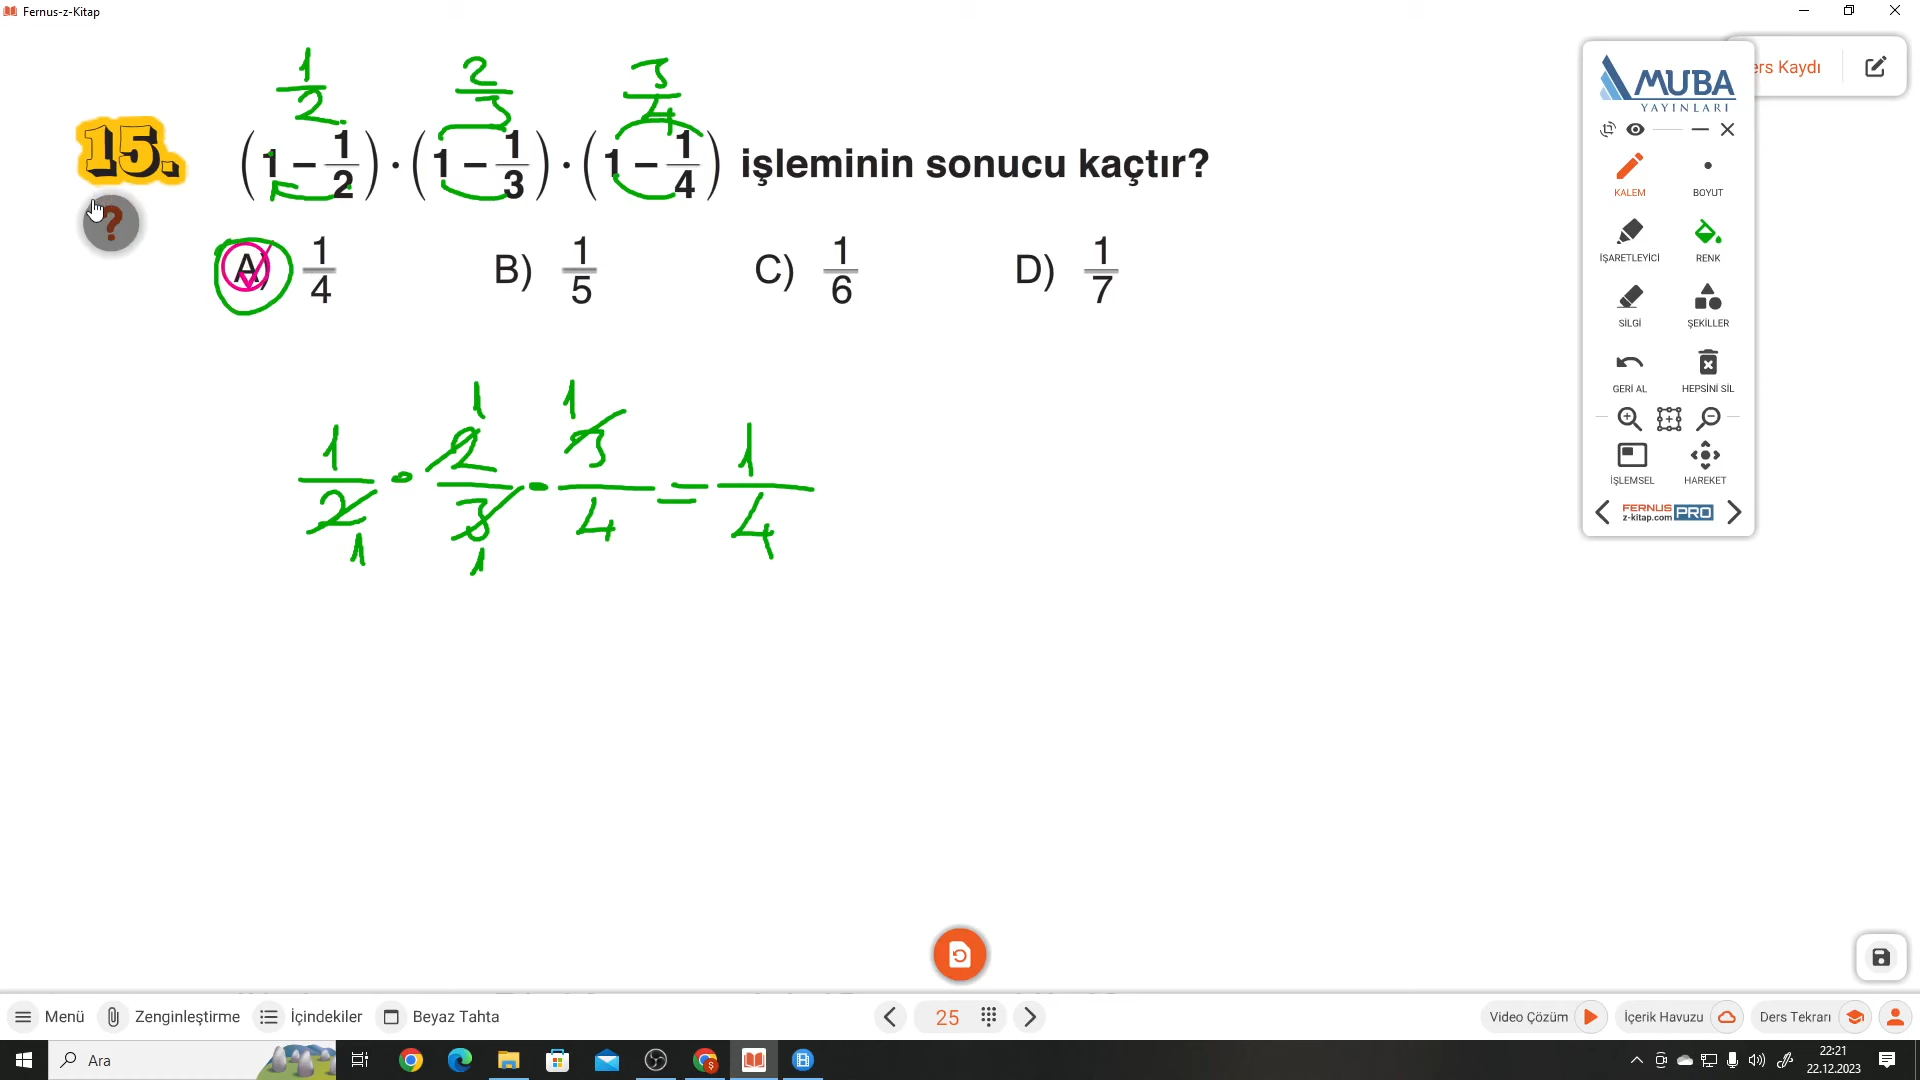 Fernus-z-Kitap
1/2 2/3 3/4
15. (1 − 1/2) · (1 − 1/3) · (1 − 1/4) işleminin sonucu kaçtır?
?
A) 1/4 B) 1/5 C) 1/6 D) 1/7
1 1
1/2 · 2/3 · 3/4 = 1/4
1 1
ers Kaydı
MUBA
YAYINLARI
KALEM BOYUT
İŞARETLEYİCİ RENK
SİLGİ ŞEKİLLER
GERİ AL HEPSİNİ SİL
İŞLEMSEL HAREKET
FERNUS
z-kitap.com PRO
Menü Zenginleştirme İçindekiler Beyaz Tahta 25 Video Çözüm İçerik Havuzu Ders Tekrarı
Ara
22:21
22.12.2023